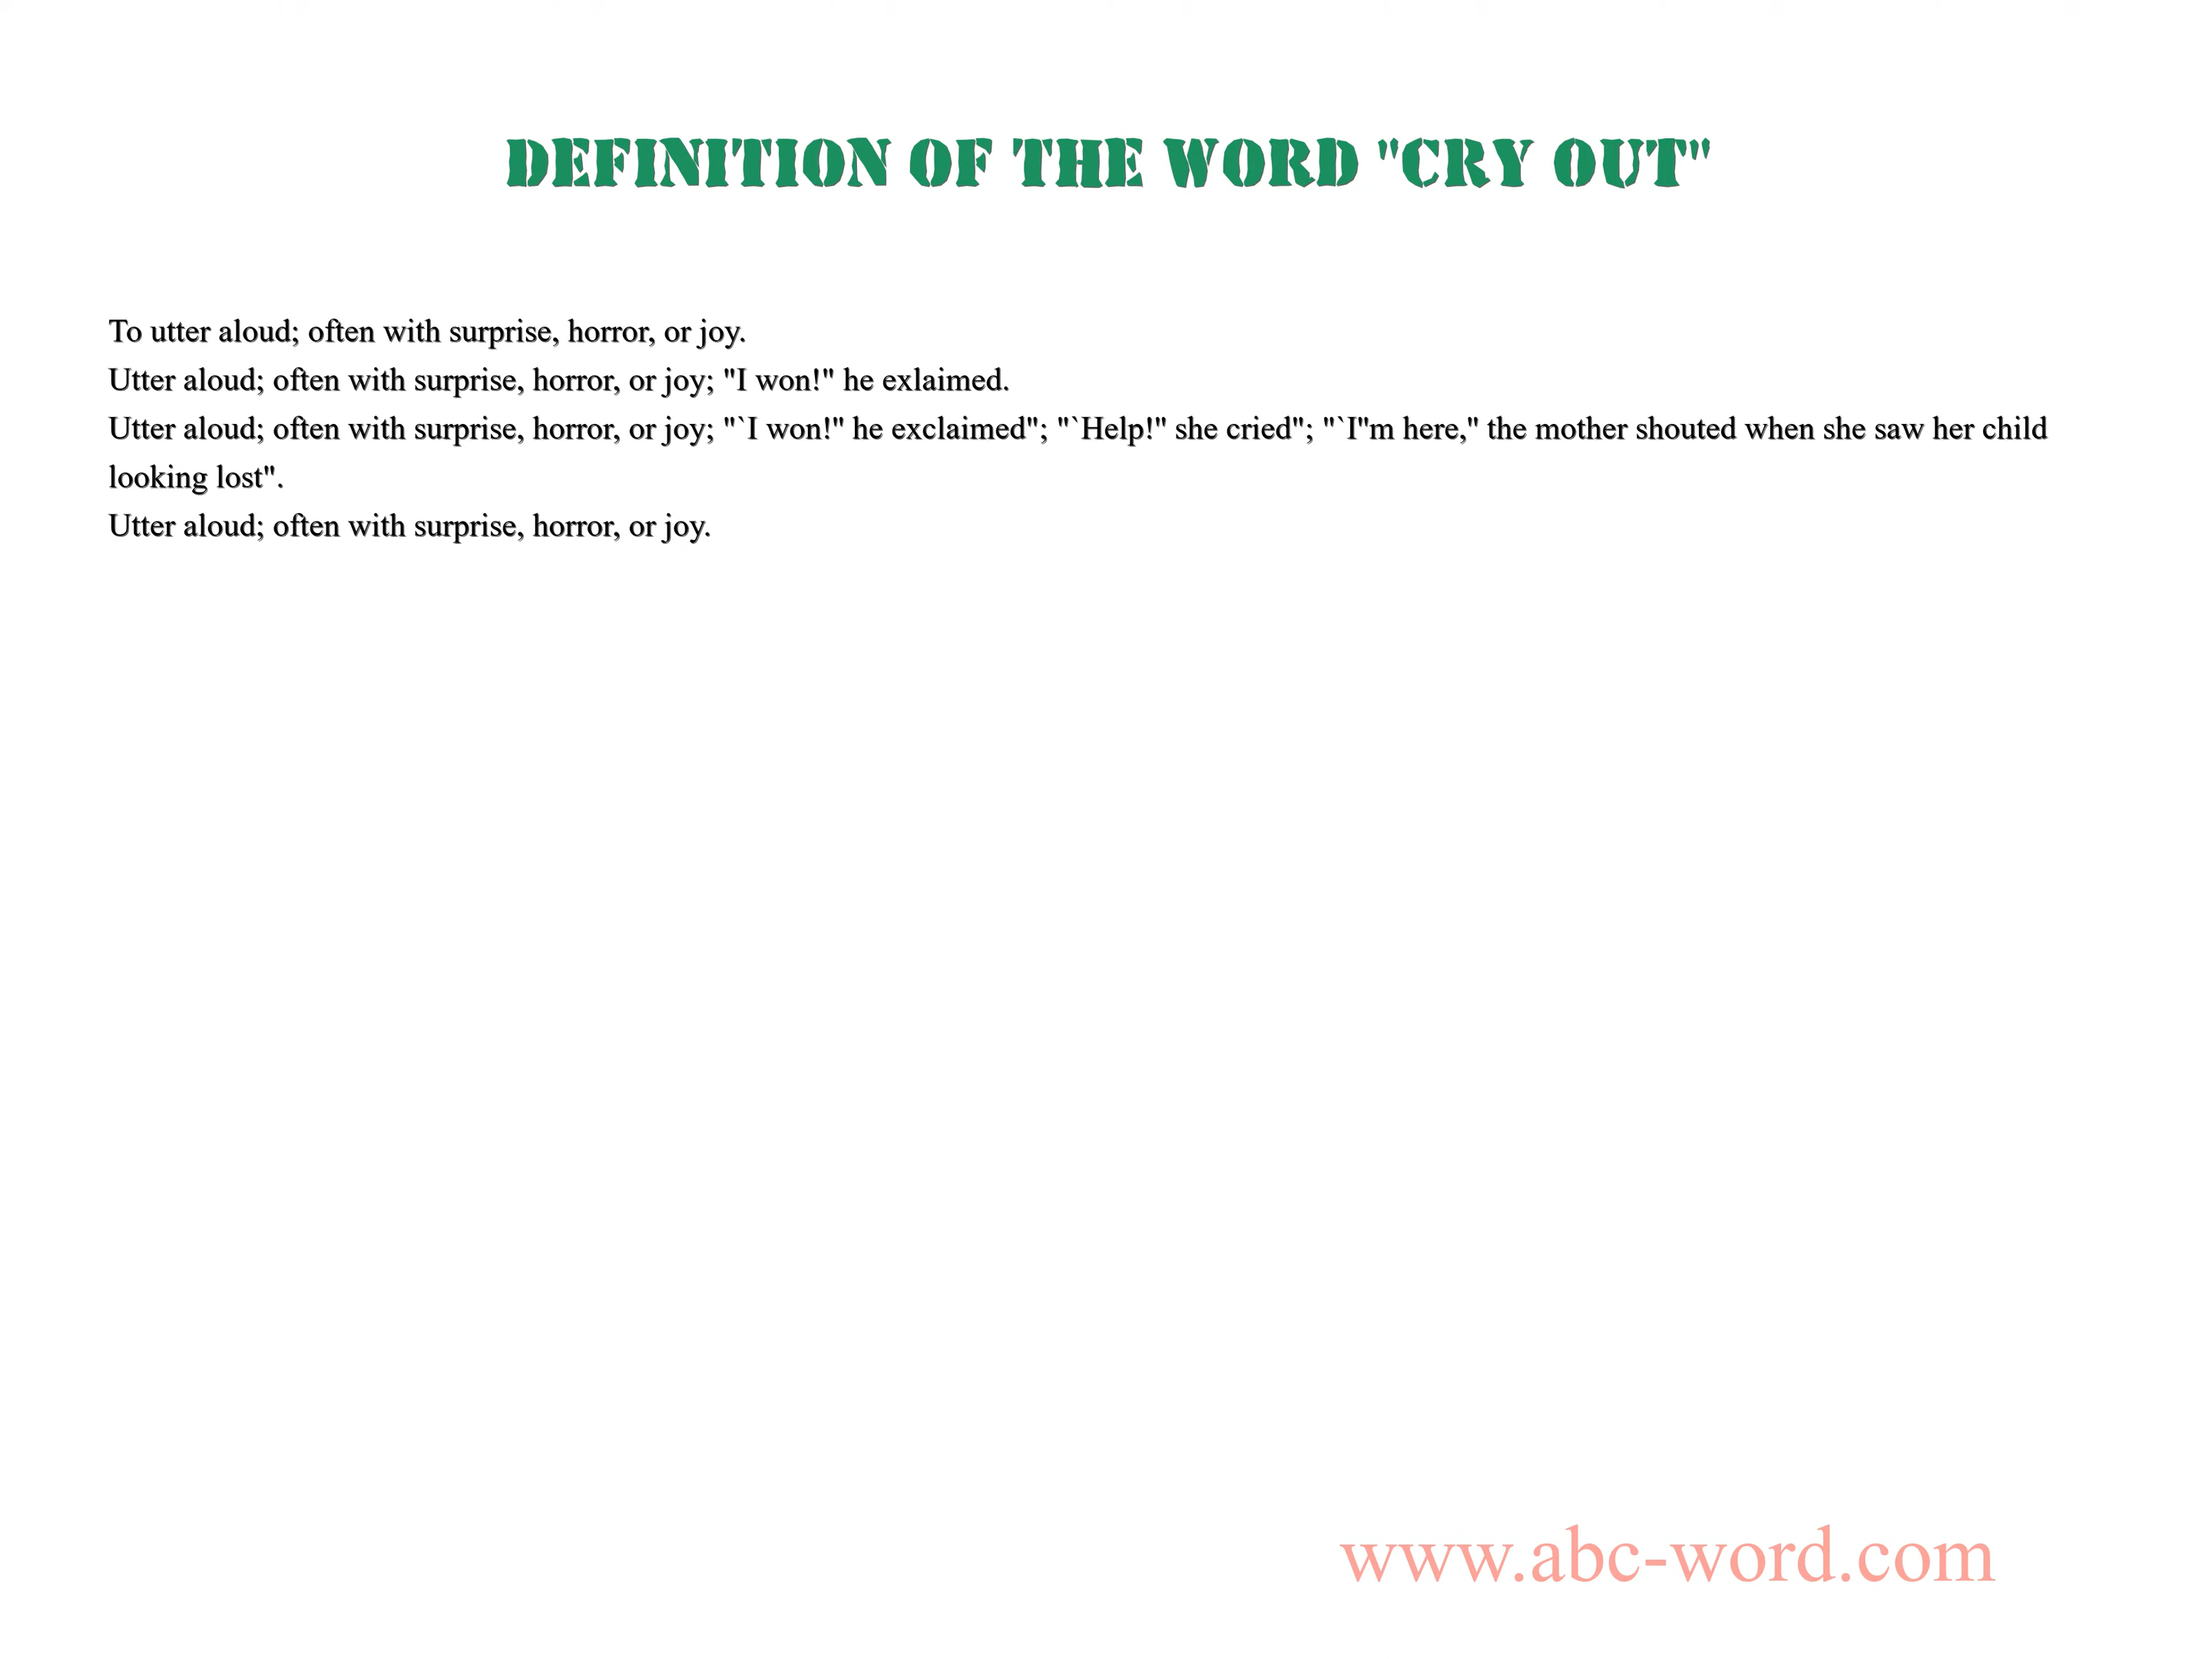 DEFINITION OF THE WORD "CRY OUT"
To utter aloud; often with surprise, horror, or joy.
Utter aloud; often with surprise, horror, or joy; "I won!" he exlaimed.
Utter aloud; often with surprise, horror, or joy; "`I won!" he exclaimed"; "`Help!" she cried"; "`I"m here," the mother shouted when she saw her child
looking lost".
Utter aloud; often with surprise, horror, or joy.
www.abc-word.com